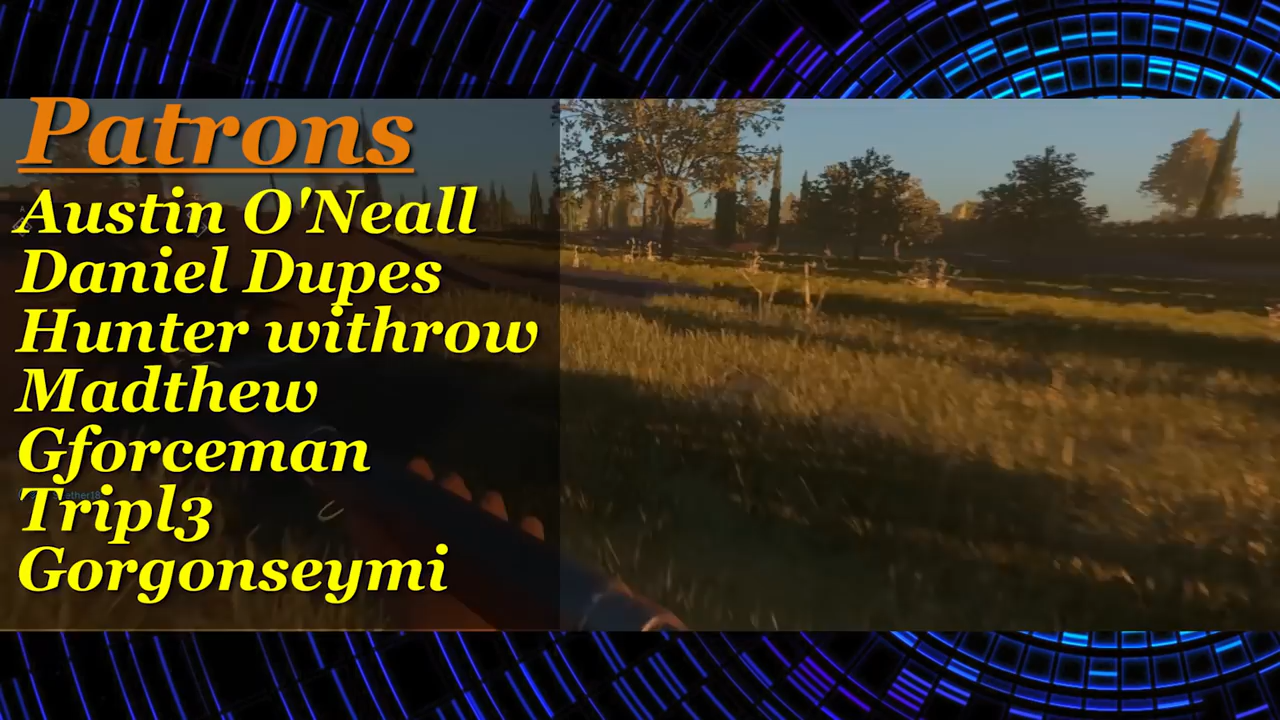 Patrons
Austin O'Neall
Daniel Dupes
Hunter withrow
Madthew
Gforceman
Tripl3
Gorgonseymi